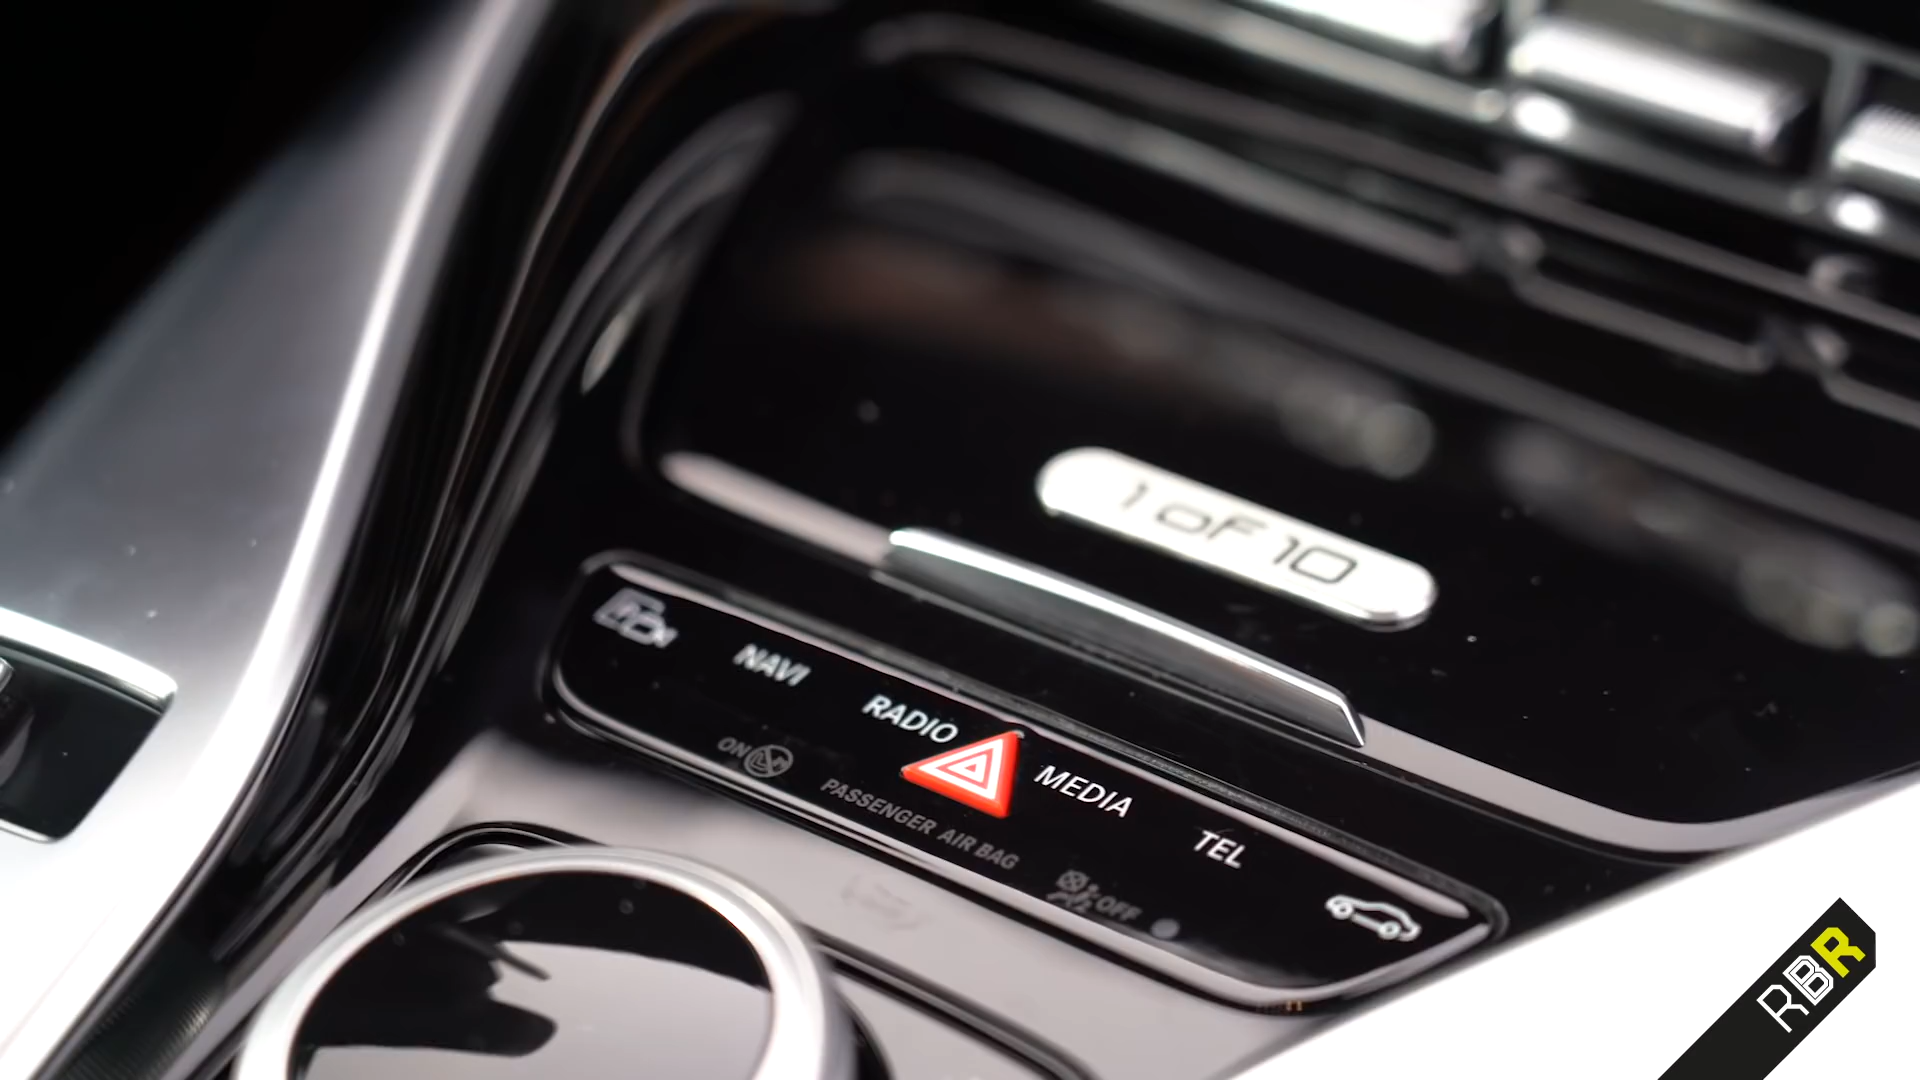 1 OF 10
NAVI
RADIO
MEDIA
TEL
ON
PASSENGER AIR BAG
OFF
RBR